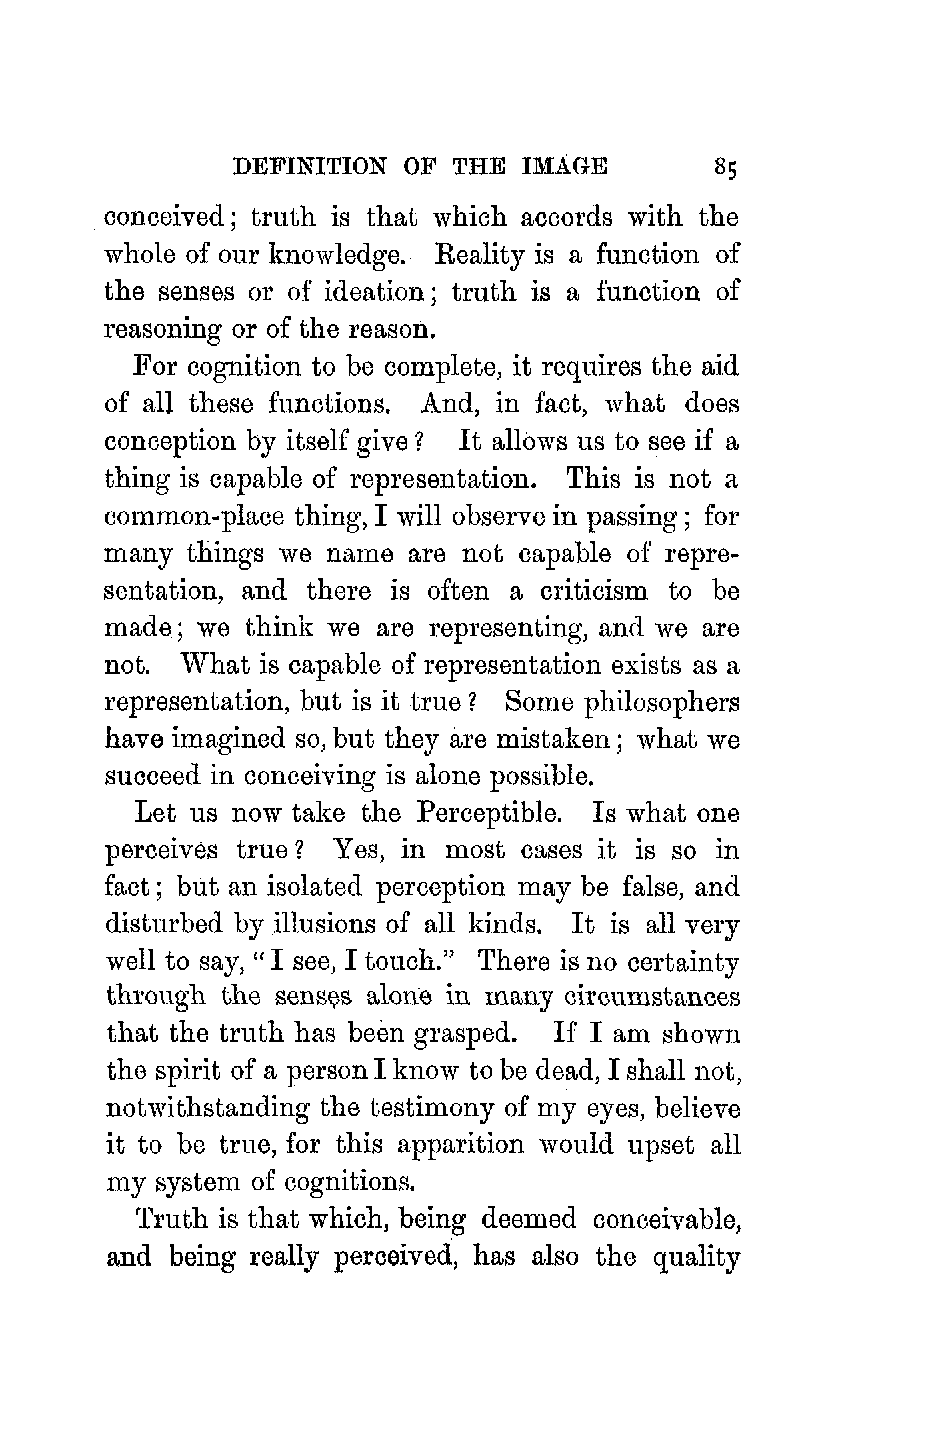 DEFINITION OF THE IMAGE 85
conceived; truth is that which accords with the
whole of our knowledge. Reality is a function of
the senses or of ideation; truth is a function of
reasoning or of the reason.
For cognition to be complete, it requires the aid
of all these functions. And, in fact, what does
conception by itself give? It allows us to see if a
thing is capable of representation. This is not a
common-place thing, I will observe in passing; for
many things we name are not capable of repre-
sentation, and there is often a criticism to be
made; we think we are representing, and we are
not. What is capable of representation exists as a
representation, but is it true? Some philosophers
have imagined so, but they are mistaken; what we
succeed in conceiving is alone possible.
Let us now take the Perceptible. Is what one
perceives true? Yes, in most cases it is so in
fact; but an isolated perception may be false, and
disturbed by illusions of all kinds. It is all very
well to say, "I see, I touch." There is no certainty
through the senses alone in many circumstances
that the truth has been grasped. If I am shown
the spirit of a person I know to be dead, I shall not,
notwithstanding the testimony of my eyes, believe
it to be true, for this apparition would upset all
my system of cognitions.
Truth is that which, being deemed conceivable,
and being really perceived, has also the quality